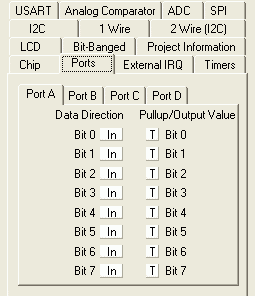 USART Analog Comparator ADC SPI
I2C 1 Wire 2 Wire (I2C)
LCD Bit-Banged Project Information
Chip Ports External IRQ Timers
Port A Port B Port C Port D
Data Direction Pullup/Output Value
Bit 0 In T Bit 0
Bit 1 In T Bit 1
Bit 2 In T Bit 2
Bit 3 In T Bit 3
Bit 4 In T Bit 4
Bit 5 In T Bit 5
Bit 6 In T Bit 6
Bit 7 In T Bit 7